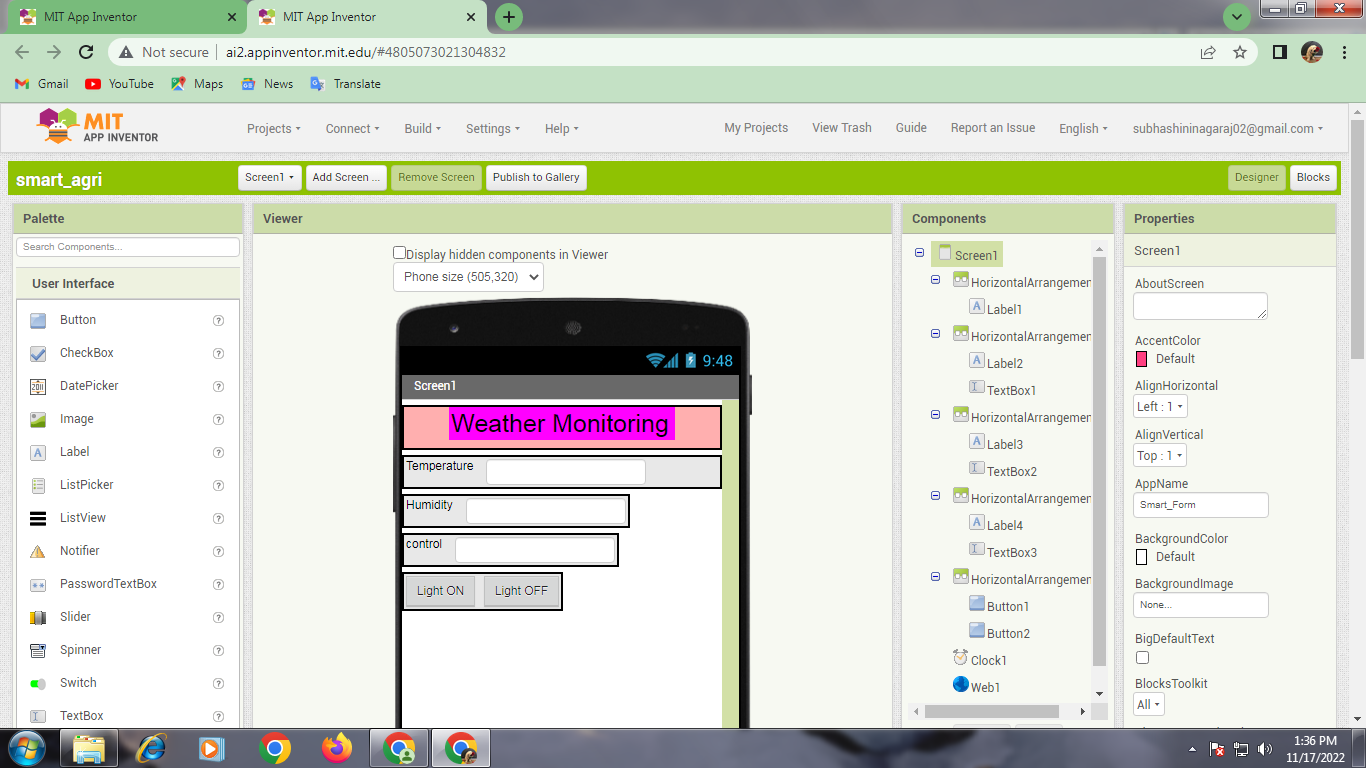 MIT App Inventor
MIT App Inventor
Not secure
ai2.appinventor.mit.edu/#4805073021304832
Gmail
YouTube
Maps
News
Translate
MIT
APP INVENTOR
Projects
Connect
Build
Settings
Help
My Projects
View Trash
Guide
Report an Issue
English
subhashininagaraj02@gmail.com
smart_agri
Screen1
Add Screen ...
Remove Screen
Publish to Gallery
Designer
Blocks
Palette
Search Components...
User Interface
Button
CheckBox
DatePicker
Image
Label
ListPicker
ListView
Notifier
PasswordTextBox
Slider
Spinner
Switch
TextBox
Viewer
Display hidden components in Viewer
Phone size (505,320)
9:48
Screen1
Weather Monitoring
Temperature
Humidity
control
Light ON
Light OFF
Components
Screen1
HorizontalArrangemen
Label1
HorizontalArrangemen
Label2
TextBox1
HorizontalArrangemen
Label3
TextBox2
HorizontalArrangemen
Label4
TextBox3
HorizontalArrangemen
Button1
Button2
Clock1
Web1
Properties
Screen1
AboutScreen
AccentColor
Default
AlignHorizontal
Left : 1
AlignVertical
Top : 1
AppName
Smart_Form
BackgroundColor
Default
BackgroundImage
None...
BigDefaultText
BlocksToolkit
All
1:36 PM
11/17/2022